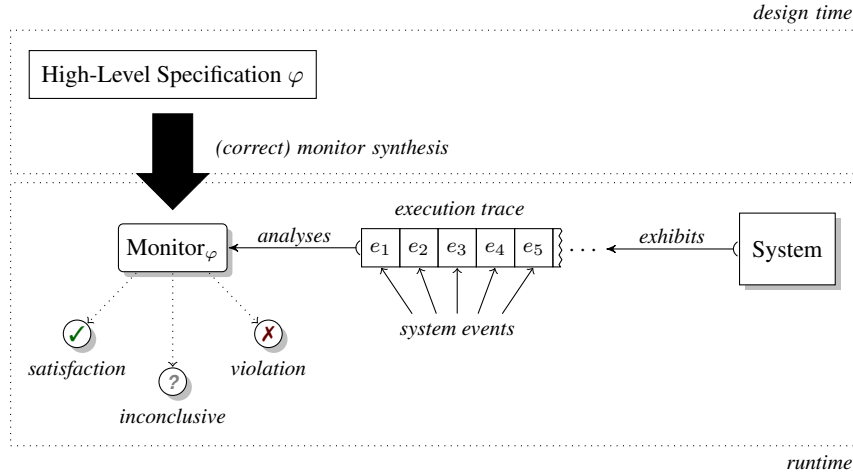 design time
High-Level Specification φ
(correct) monitor synthesis
execution trace
Monitorφ
analyses
e1 e2 e3 e4 e5 ...
exhibits
System
system events
✓
✗
satisfaction
violation
?
inconclusive
runtime